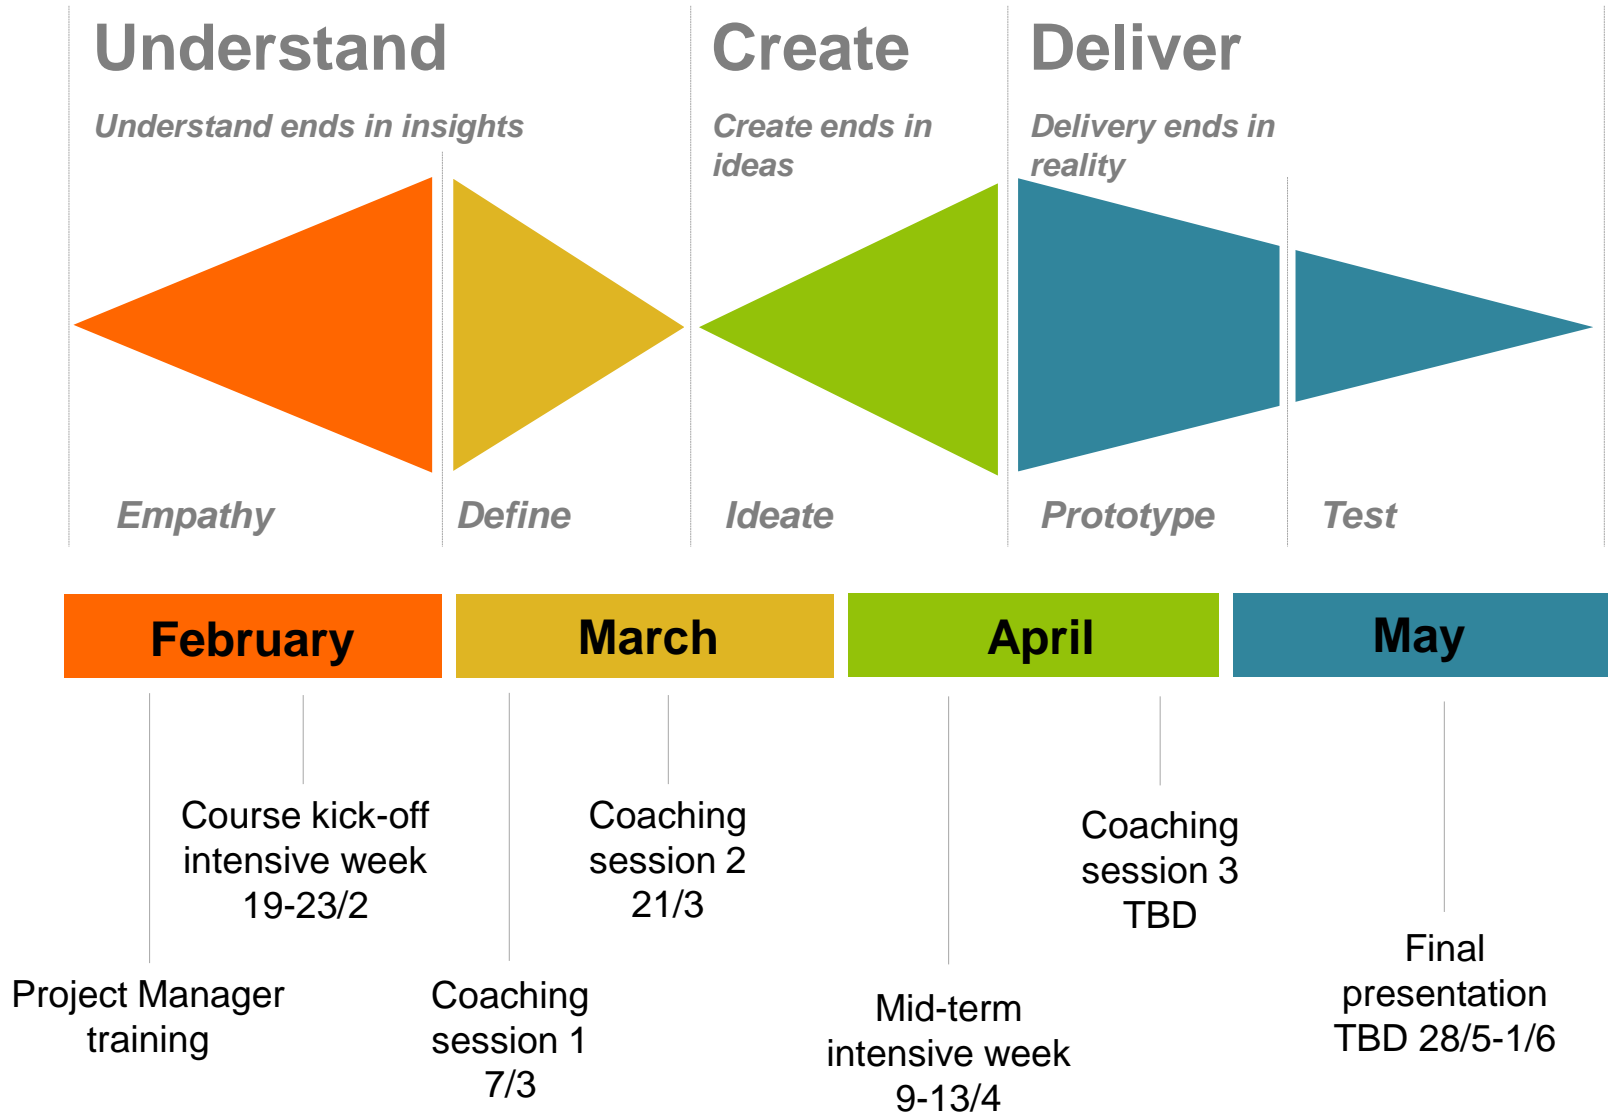 Understand
Create
Deliver
Understand ends in insights
Create ends in
ideas
Delivery ends in
reality
Empathy
Define
Ideate
Prototype
Test
February
March
April
May
Project Manager
training
Course kick-off
intensive week
19-23/2
Coaching
session 1
7/3
Coaching
session 2
21/3
Mid-term
intensive week
9-13/4
Coaching
session 3
TBD
Final
presentation
TBD 28/5-1/6